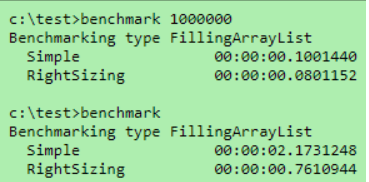 c:\test>benchmark 1000000
Benchmarking type FillingArrayList
  Simple                00:00:00.1001440
  RightSizing           00:00:00.0801152

c:\test>benchmark
Benchmarking type FillingArrayList
  Simple                00:00:02.1731248
  RightSizing           00:00:00.7610944